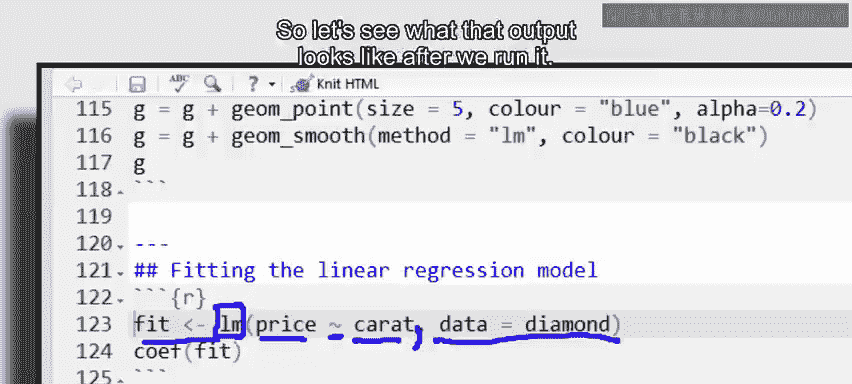 So let's see what that output
looks like after we run it.
ABC ? Knit HTML
115 g = g + geom_point(size = 5, colour = "blue", alpha=0.2)
116 g = g + geom_smooth(method = "lm", colour = "black")
117 g
118 ```
119
120 ---
121 ## Fitting the linear regression model
122 ```{r}
123 fit <- lm(price ~ carat, data = diamond)
124 coef(fit)
125 ```